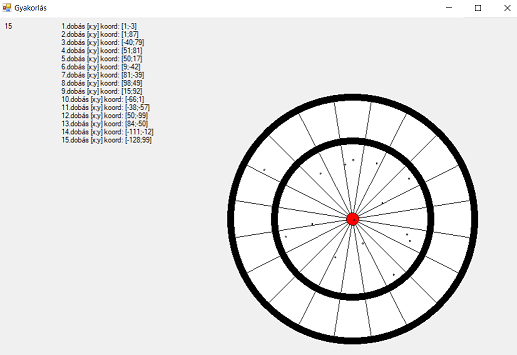 Gyakorlás
15
1.dobás [x;y] koord: [1;-3]
2.dobás [x;y] koord: [1;87]
3.dobás [x;y] koord: [-40;79]
4.dobás [x;y] koord: [51;81]
5.dobás [x;y] koord: [50;17]
6.dobás [x;y] koord: [9;-42]
7.dobás [x;y] koord: [81;-39]
8.dobás [x;y] koord: [98;49]
9.dobás [x;y] koord: [15;92]
10.dobás [x;y] koord: [-66;1]
11.dobás [x;y] koord: [-38;-57]
12.dobás [x;y] koord: [50;-99]
13.dobás [x;y] koord: [84;-50]
14.dobás [x;y] koord: [-111;-12]
15.dobás [x;y] koord: [-128;99]